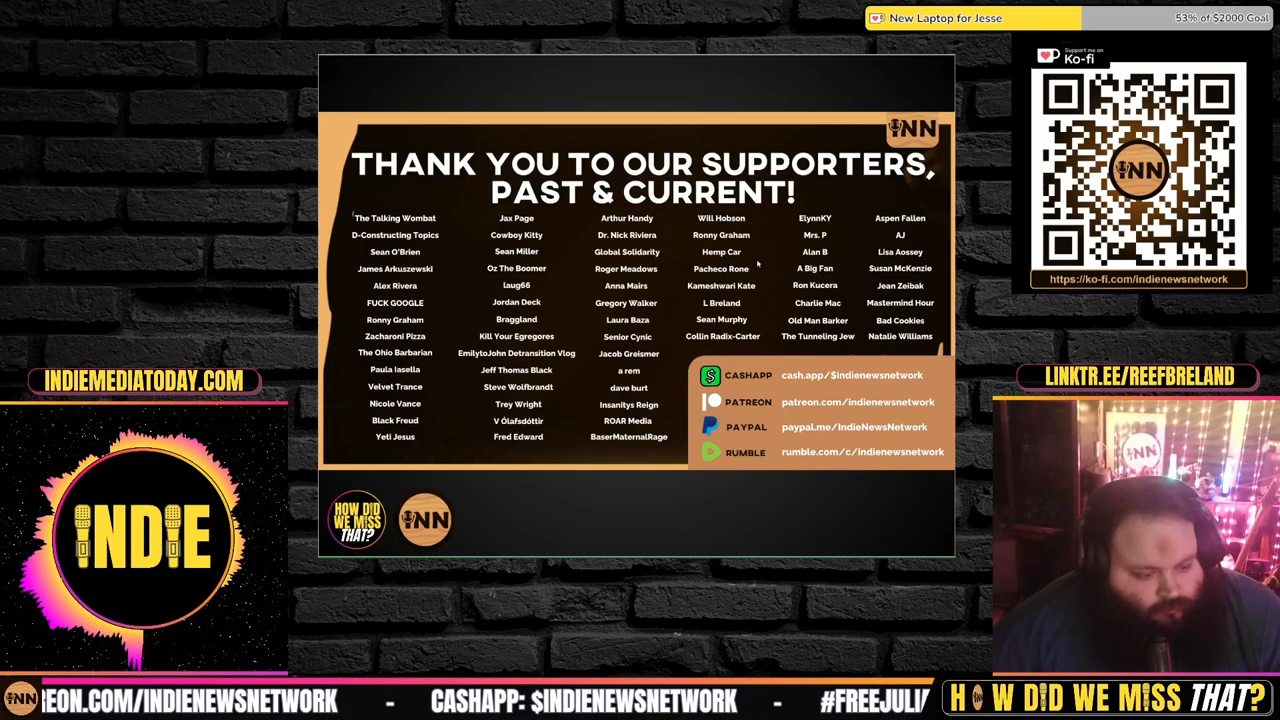 New Laptop for Jesse
53% of $2000 Goal
Support me on
Ko-fi
iNN
iNN
https://ko-fi.com/indienewsnetwork
THANK YOU TO OUR SUPPORTERS,
PAST & CURRENT!
The Talking Wombat
D-Constructing Topics
Sean O'Brien
James Arkuszewski
Alex Rivera
FUCK GOOGLE
Ronny Graham
Zacharoni Pizza
The Ohio Barbarian
Paula Iasella
Velvet Trance
Nicole Vance
Black Freud
Yeti Jesus
Jax Page
Cowboy Kitty
Sean Miller
Oz The Boomer
laug66
Jordan Deck
Braggland
Kill Your Egregores
EmilytoJohn Detransition Vlog
Jeff Thomas Black
Steve Wolfbrandt
Trey Wright
V Ólafsdóttir
Fred Edward
Arthur Handy
Dr. Nick Riviera
Global Solidarity
Roger Meadows
Anna Mairs
Gregory Walker
Laura Baza
Senior Cynic
Jacob Greismer
a rem
dave burt
Insanitys Reign
ROAR Media
BaserMaternalRage
Will Hobson
Ronny Graham
Hemp Car
Pacheco Rone
Kameshwari Kate
L Breland
Sean Murphy
Collin Radix-Carter
ElynnKY
Mrs. P
Alan B
A Big Fan
Ron Kucera
Charlie Mac
Old Man Barker
The Tunneling Jew
Aspen Fallen
AJ
Lisa Aossey
Susan McKenzie
Jean Zeibak
Mastermind Hour
Bad Cookies
Natalie Williams
CASHAPP cash.app/$indienewsnetwork
PATREON patreon.com/indienewsnetwork
PAYPAL paypal.me/IndieNewsNetwork
RUMBLE rumble.com/c/indienewsnetwork
INDIEMEDIATODAY.COM
LINKTR.EE/REEFBRELAND
INDIE
HOW DID
WE MISS
THAT?
iNN
iNN
iNN
REON.COM/INDIENEWSNETWORK - CASHAPP: $INDIENEWSNETWORK - #FREEJULIA
HOW DID WE MISS THAT?